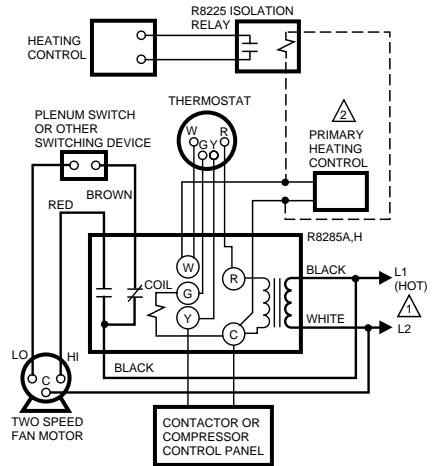 R8225 ISOLATION
RELAY
HEATING
CONTROL
THERMOSTAT
PLENUM SWITCH
OR OTHER
SWITCHING DEVICE
W
G
Y
R
2
PRIMARY
HEATING
CONTROL
BROWN
RED
R8285A,H
W
R
BLACK
L1
(HOT)
COIL
G
1
Y
WHITE
L2
C
LO
HI
C
BLACK
TWO SPEED
FAN MOTOR
CONTACTOR OR
COMPRESSOR
CONTROL PANEL